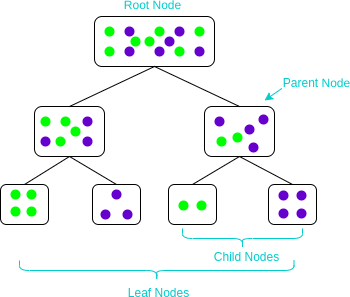 Root Node
Parent Node
Child Nodes
Leaf Nodes